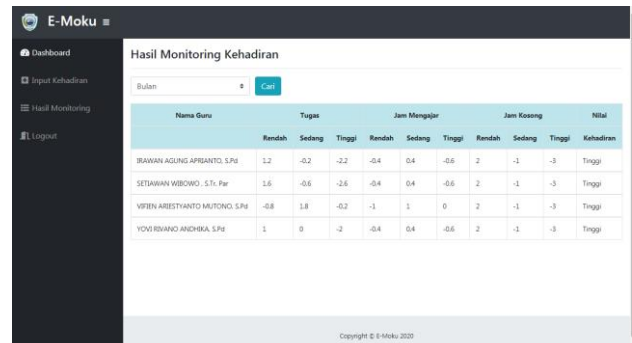 E-Moku
Dashboard
Input Kehadiran
Hasil Monitoring
Logout
Hasil Monitoring Kehadiran
Bulan Cari
Nama Guru Tugas Jam Mengajar Jam Kosong Nilai
Rendah Sedang Tinggi Rendah Sedang Tinggi Rendah Sedang Tinggi Kehadiran
IRAWAN AGUNG APRIANTO, S.Pd 1.2 -0.2 -2.2 -0.4 0.4 -0.6 2 -1 -3 Tinggi
SETIAWAN WIBOWO . S.Tr. Par 1.6 -0.6 -2.6 -0.4 0.4 -0.6 2 -1 -3 Tinggi
VIFIEN ARIESTYANTO MUTONO, S.Pd -0.8 1.8 -0.2 -1 1 0 2 -1 -3 Tinggi
YOVI RIVANO ANDHIKA, S.Pd 1 0 -2 -0.4 0.4 -0.6 2 -1 -3 Tinggi
Copyright © E-Moku 2020